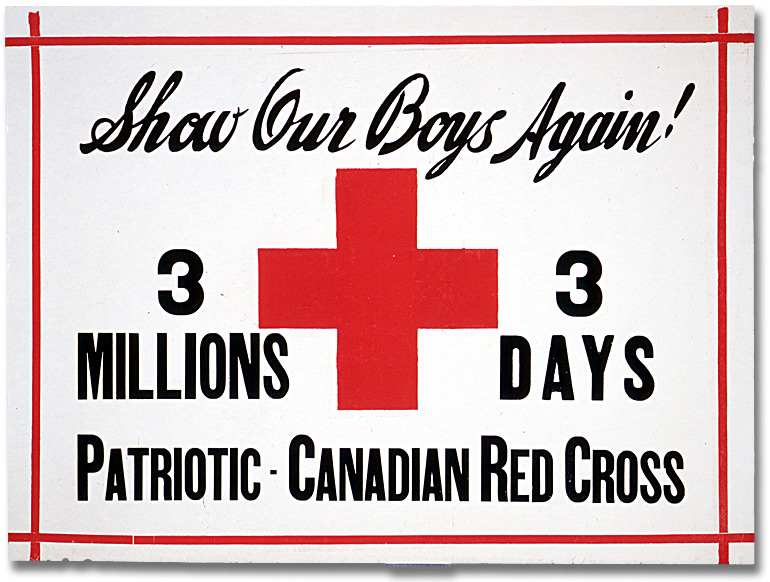 Show Our Boys Again!
3 3
MILLIONS DAYS
PATRIOTIC - CANADIAN RED CROSS